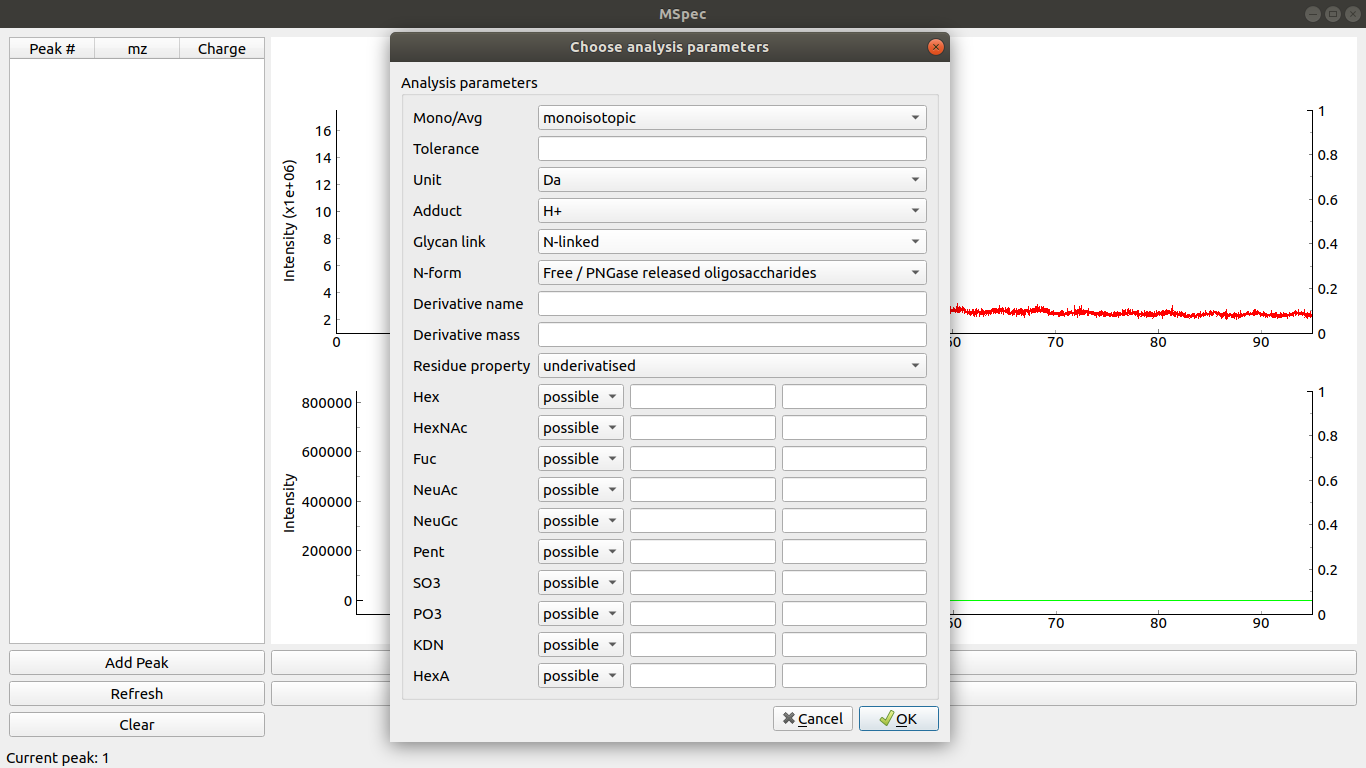 MSpec
Peak # mz Charge
Choose analysis parameters
Analysis parameters
Mono/Avg monoisotopic
Tolerance
Unit Da
Adduct H+
Glycan link N-linked
N-form Free / PNGase released oligosaccharides
Derivative name
Derivative mass
Residue property underivatised
Hex possible
HexNAc possible
Fuc possible
NeuAc possible
NeuGc possible
Pent possible
SO3 possible
PO3 possible
KDN possible
HexA possible
Cancel OK
Intensity (x1e+06)
16
14
12
10
8
6
4
2
0
1
0.8
0.6
0.4
0.2
0
70 80 90
Intensity
800000
600000
400000
200000
0
1
0.8
0.6
0.4
0.2
0
70 80 90
Add Peak
Refresh
Clear
Current peak: 1